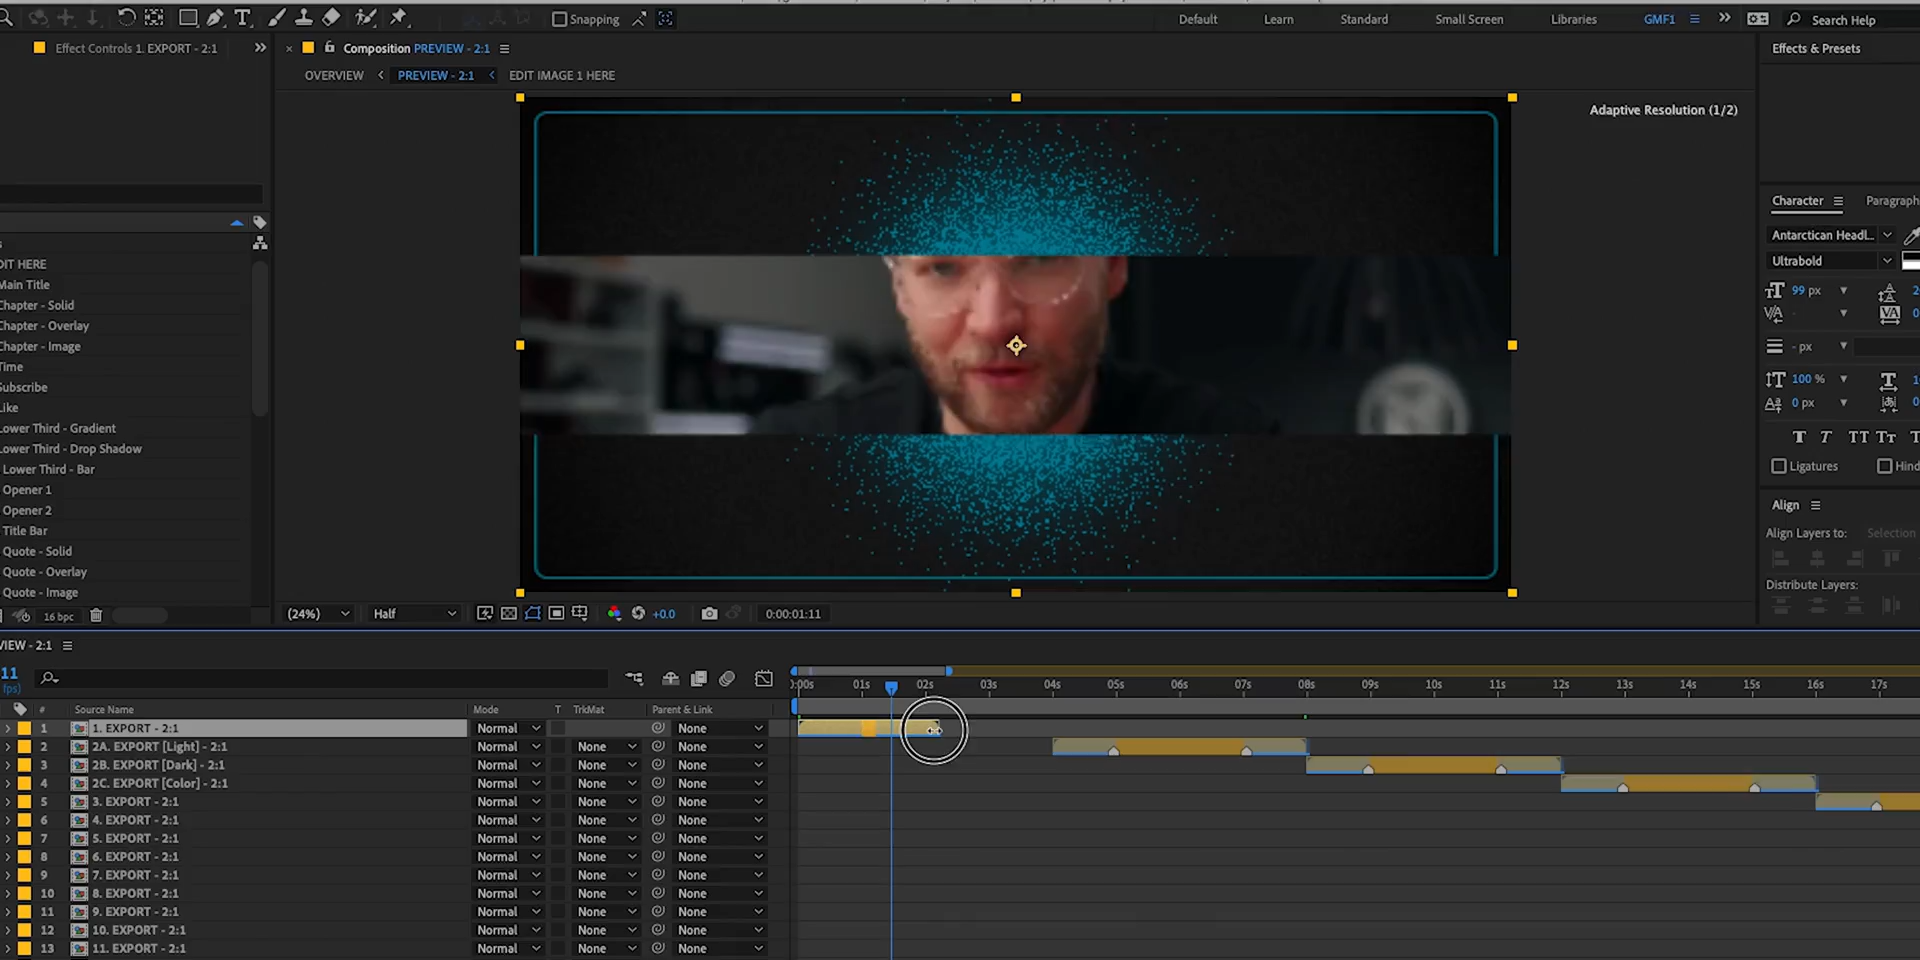 Snapping
Default
Learn
Standard
Small Screen
Libraries
GMF1
Search Help
Effect Controls 1. EXPORT - 2:1
Composition PREVIEW - 2:1
Effects & Presets
OVERVIEW
PREVIEW - 2:1
EDIT IMAGE 1 HERE
Adaptive Resolution (1/2)
DIT HERE
Main Title
Chapter - Solid
Chapter - Overlay
Chapter - Image
Time
Subscribe
Like
Lower Third - Gradient
Lower Third - Drop Shadow
Lower Third - Bar
Opener 1
Opener 2
Title Bar
Quote - Solid
Quote - Overlay
Quote - Image
16 bpc
Character
Paragraph
Antarctican Headl...
Ultrabold
99 px
- px
100 %
0 px
Ligatures
Hind
Align
Align Layers to:
Selection
Distribute Layers:
(24%)
Half
+0.0
0:00:01:11
VIEW - 2:1
11
fps)
0:00s 01s 02s 03s 04s 05s 06s 07s 08s 09s 10s 11s 12s 13s 14s 15s 16s 17s
# Source Name Mode T TrkMat Parent & Link
1 1. EXPORT - 2:1 Normal None
2 2A. EXPORT [Light] - 2:1 Normal None None
3 2B. EXPORT [Dark] - 2:1 Normal None None
4 2C. EXPORT [Color] - 2:1 Normal None None
5 3. EXPORT - 2:1 Normal None None
6 4. EXPORT - 2:1 Normal None None
7 5. EXPORT - 2:1 Normal None None
8 6. EXPORT - 2:1 Normal None None
9 7. EXPORT - 2:1 Normal None None
10 8. EXPORT - 2:1 Normal None None
11 9. EXPORT - 2:1 Normal None None
12 10. EXPORT - 2:1 Normal None None
13 11. EXPORT - 2:1 Normal None None